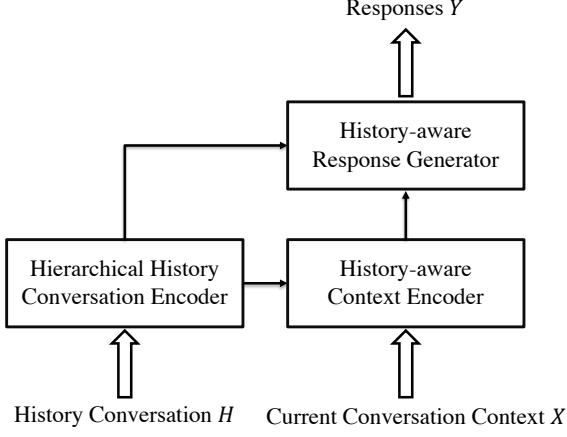 Responses Y
History-aware
Response Generator
Hierarchical History
Conversation Encoder
History-aware
Context Encoder
History Conversation H
Current Conversation Context X